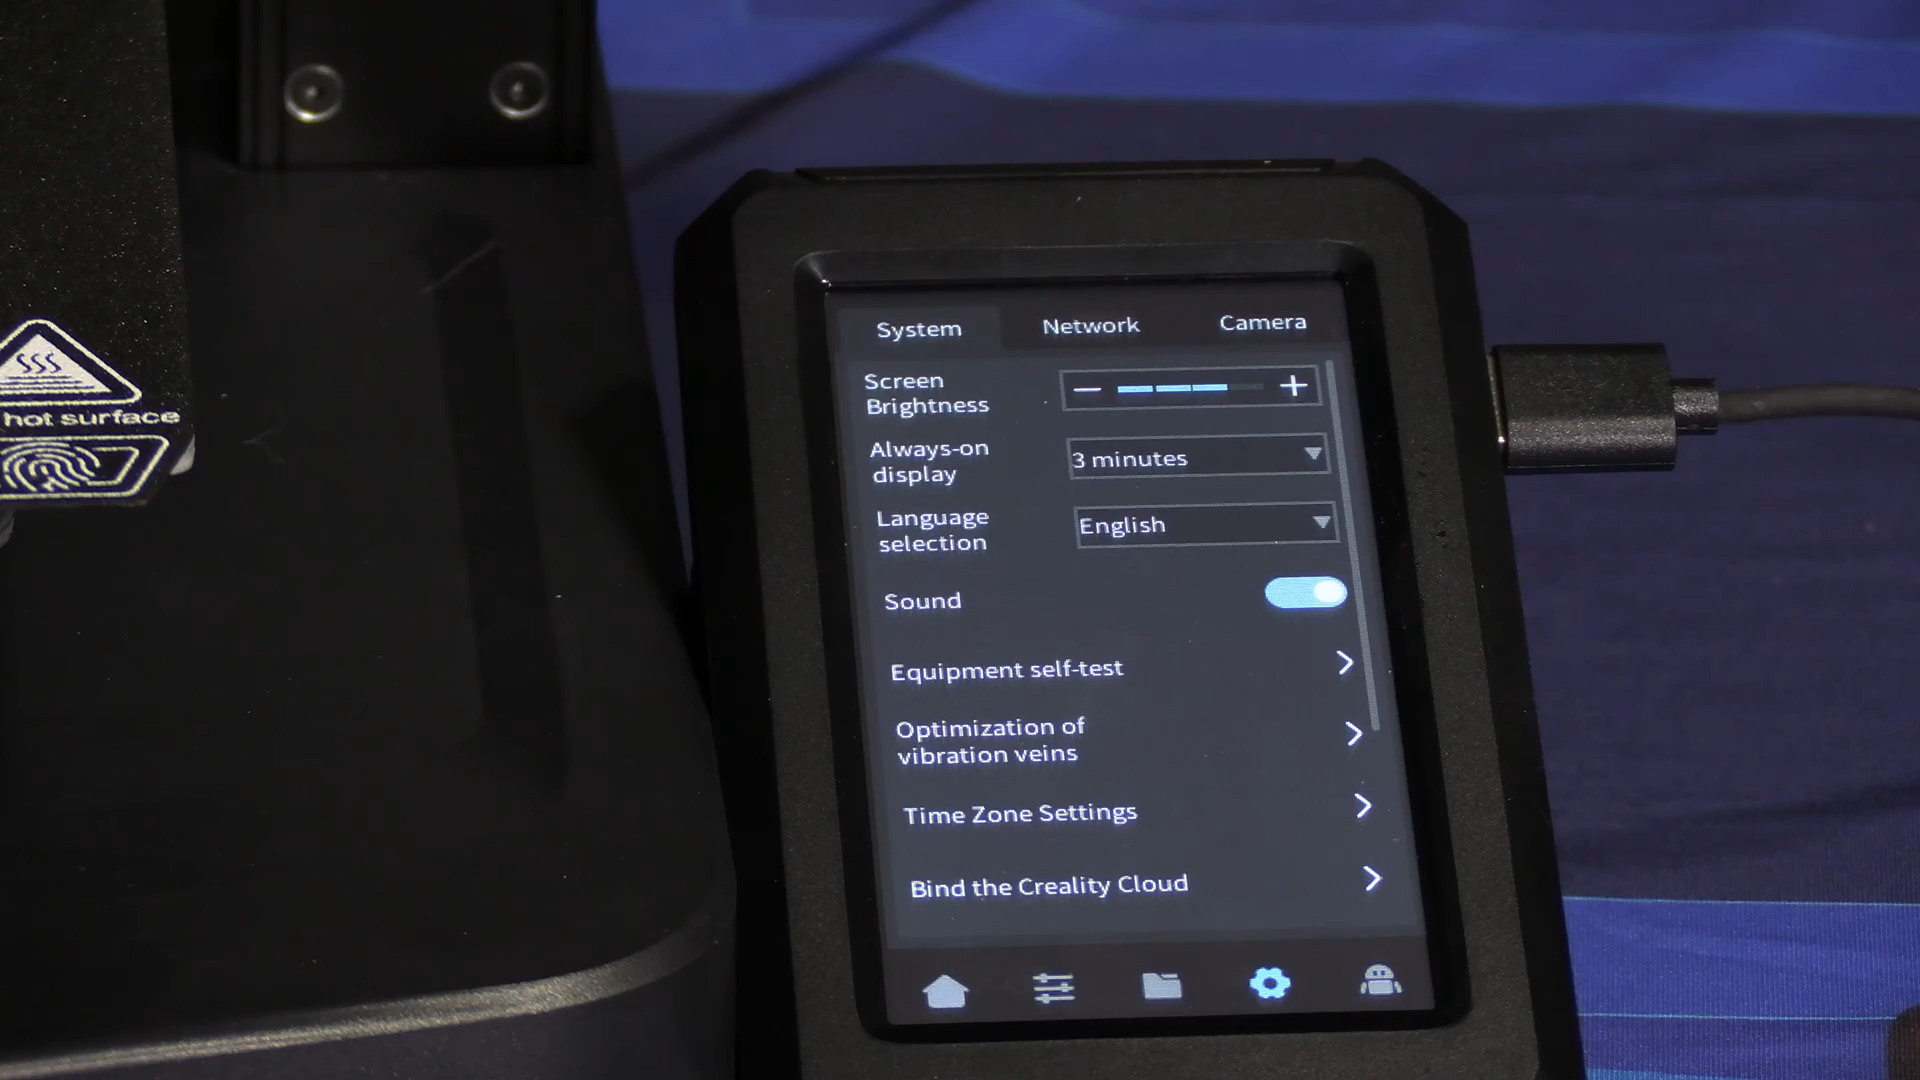 hot surface
System Network Camera
Screen
Brightness
Always-on
display
3 minutes
Language
selection
English
Sound
Equipment self-test
Optimization of
vibration veins
Time Zone Settings
Bind the Creality Cloud